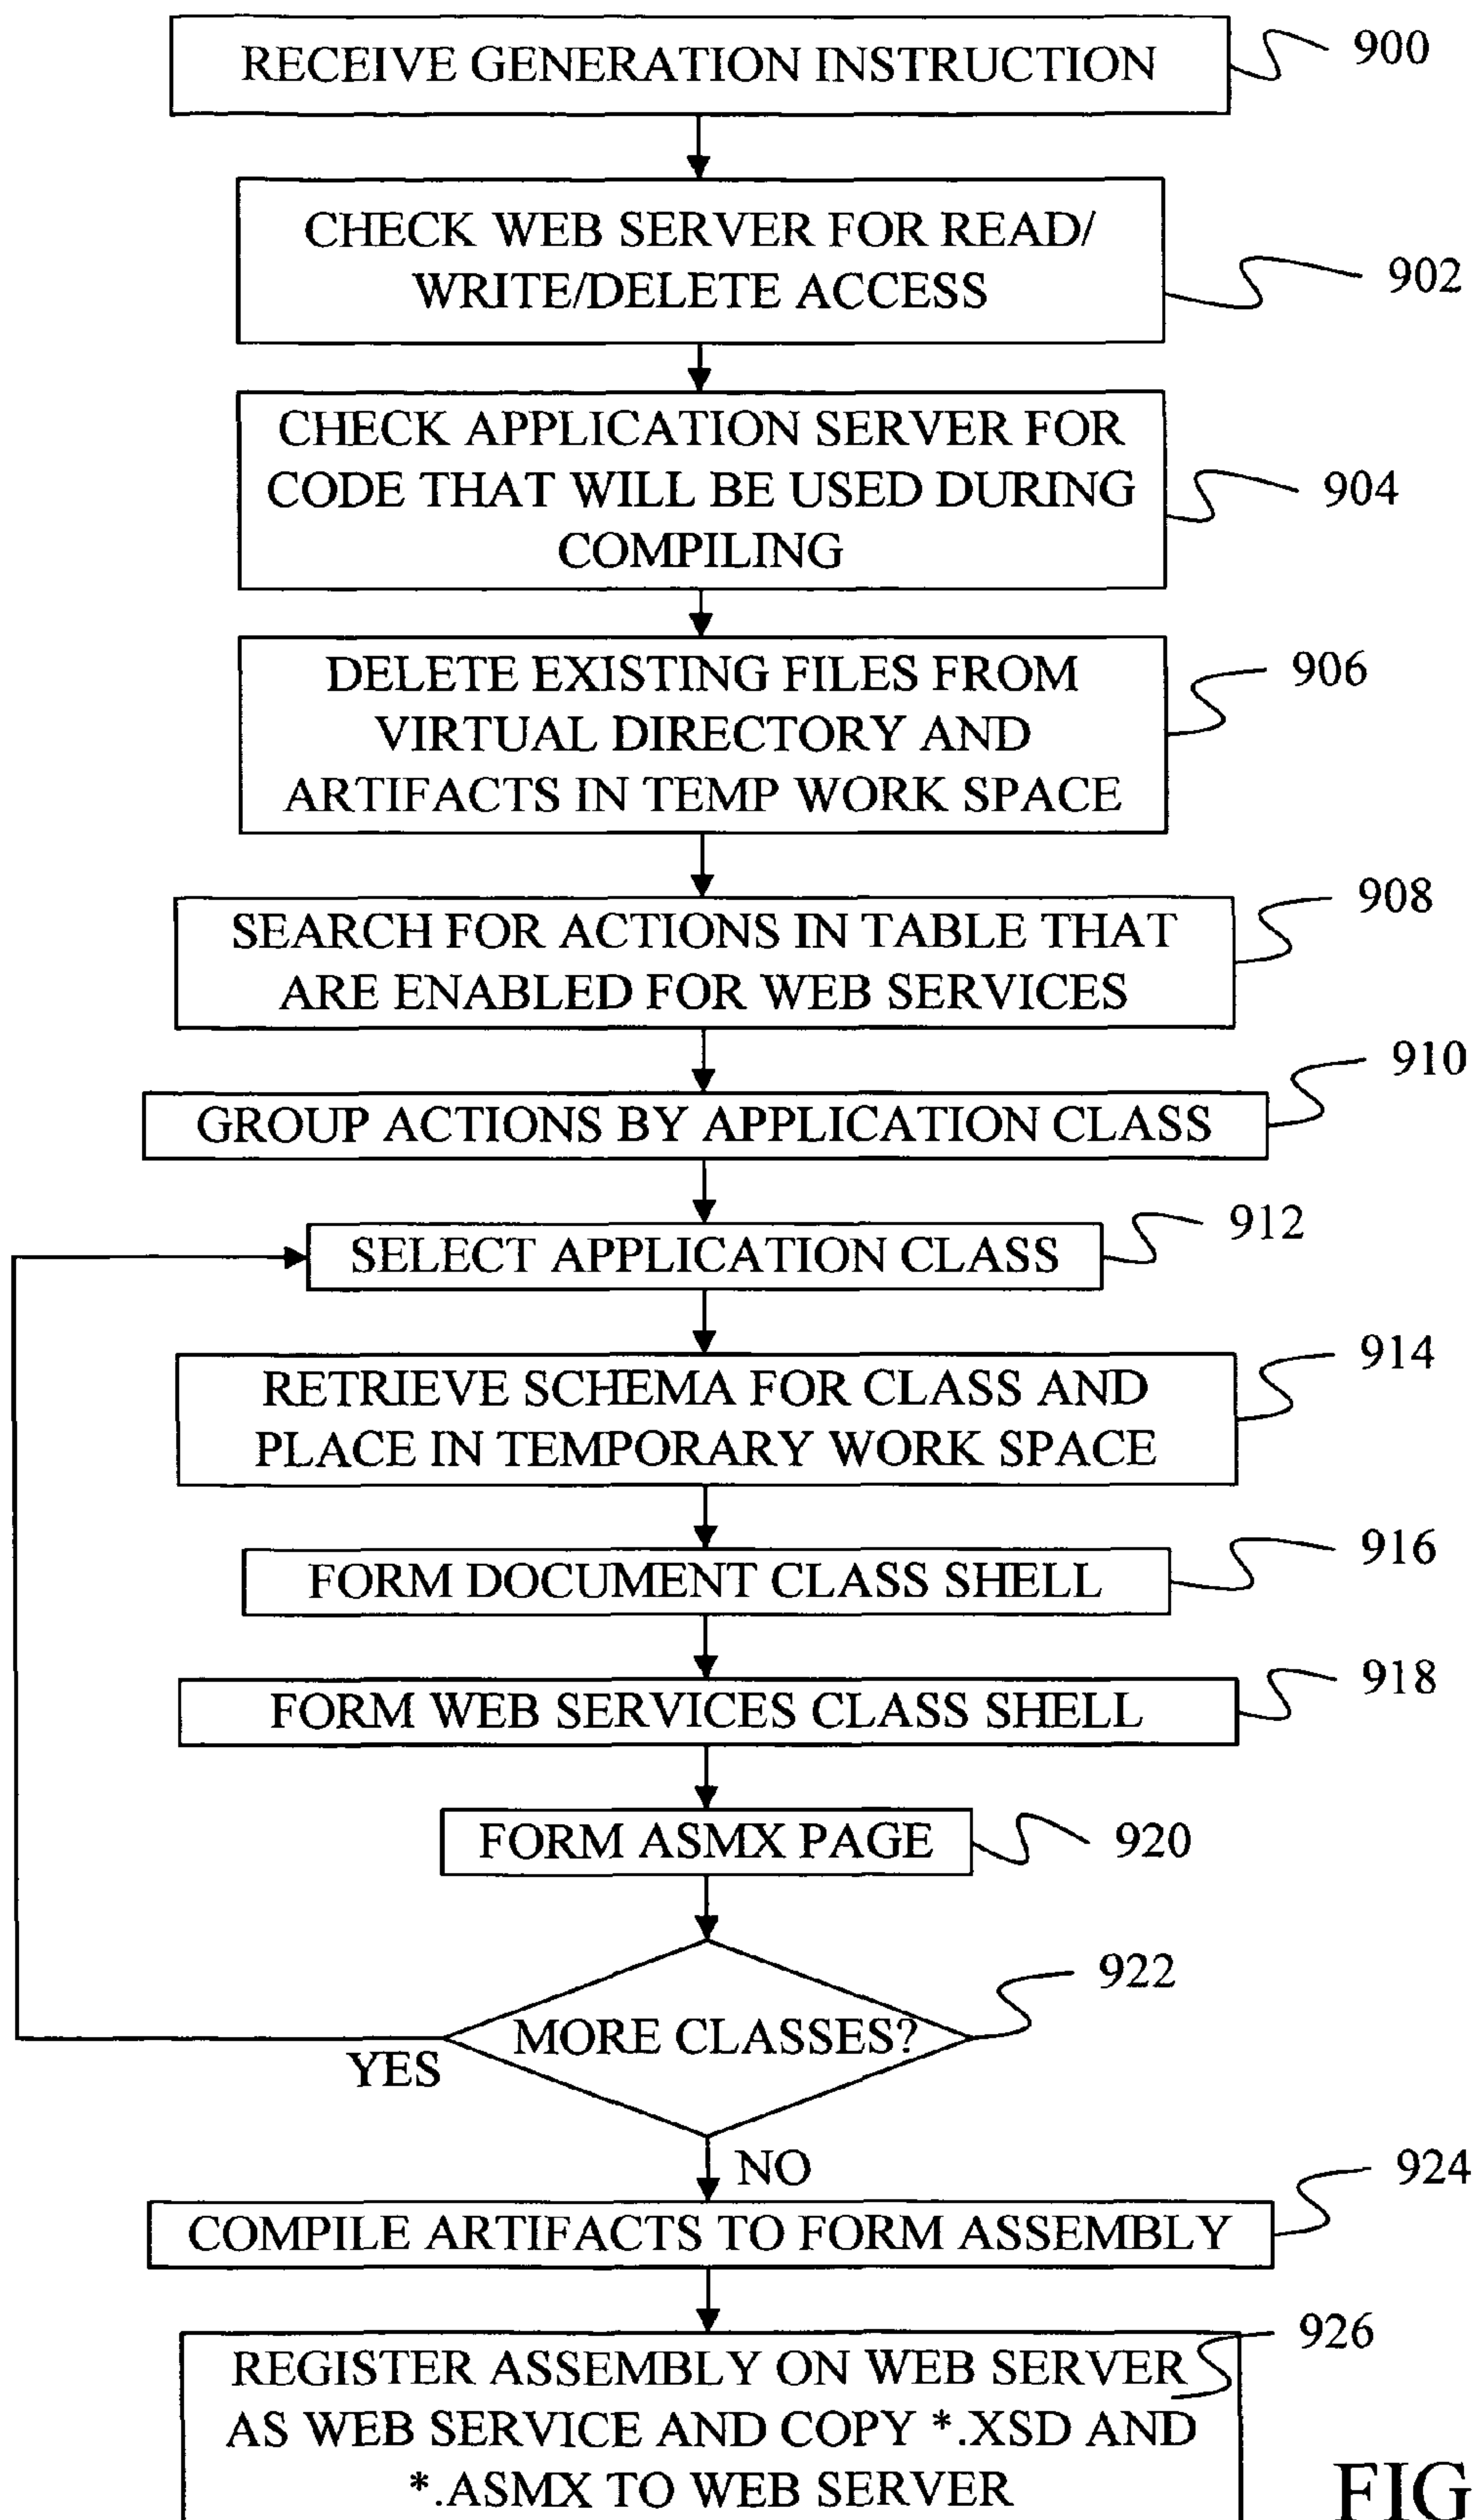 RECEIVE GENERATION INSTRUCTION
900
CHECK WEB SERVER FOR READ/
WRITE/DELETE ACCESS
902
CHECK APPLICATION SERVER FOR
CODE THAT WILL BE USED DURING
COMPILING
904
DELETE EXISTING FILES FROM
VIRTUAL DIRECTORY AND
ARTIFACTS IN TEMP WORK SPACE
906
SEARCH FOR ACTIONS IN TABLE THAT
ARE ENABLED FOR WEB SERVICES
908
GROUP ACTIONS BY APPLICATION CLASS
910
SELECT APPLICATION CLASS
912
RETRIEVE SCHEMA FOR CLASS AND
PLACE IN TEMPORARY WORK SPACE
914
FORM DOCUMENT CLASS SHELL
916
FORM WEB SERVICES CLASS SHELL
918
FORM ASMX PAGE
920
MORE CLASSES?
922
YES
NO
COMPILE ARTIFACTS TO FORM ASSEMBLY
924
REGISTER ASSEMBLY ON WEB SERVER
AS WEB SERVICE AND COPY *.XSD AND
*.ASMX TO WEB SERVER
926
FIG